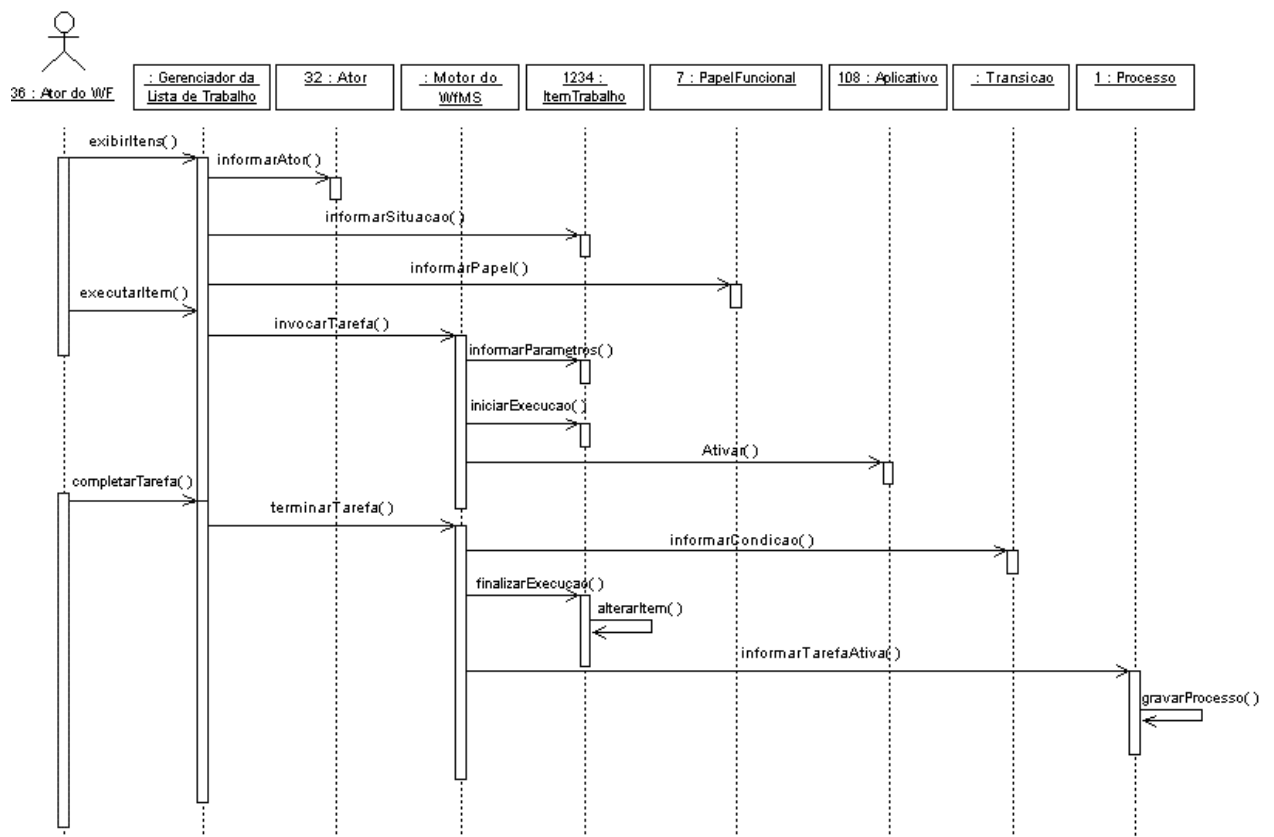 36 : Ator do WF
: Gerenciador da
Lista de Trabalho
32 : Ator
: Motor do
WfMS
1234 :
ItemTrabalho
7 : PapelFuncional
108 : Aplicativo
: Transicao
1 : Processo
exibirItens( )
informarAtor( )
informarSituacao( )
informarPapel( )
executarItem( )
invocarTarefa( )
informarParametros( )
iniciarExecucao( )
Ativar( )
completarTarefa( )
terminarTarefa( )
informarCondicao( )
finalizarExecucao( )
alterarItem( )
informarTarefaAtiva( )
gravarProcesso( )